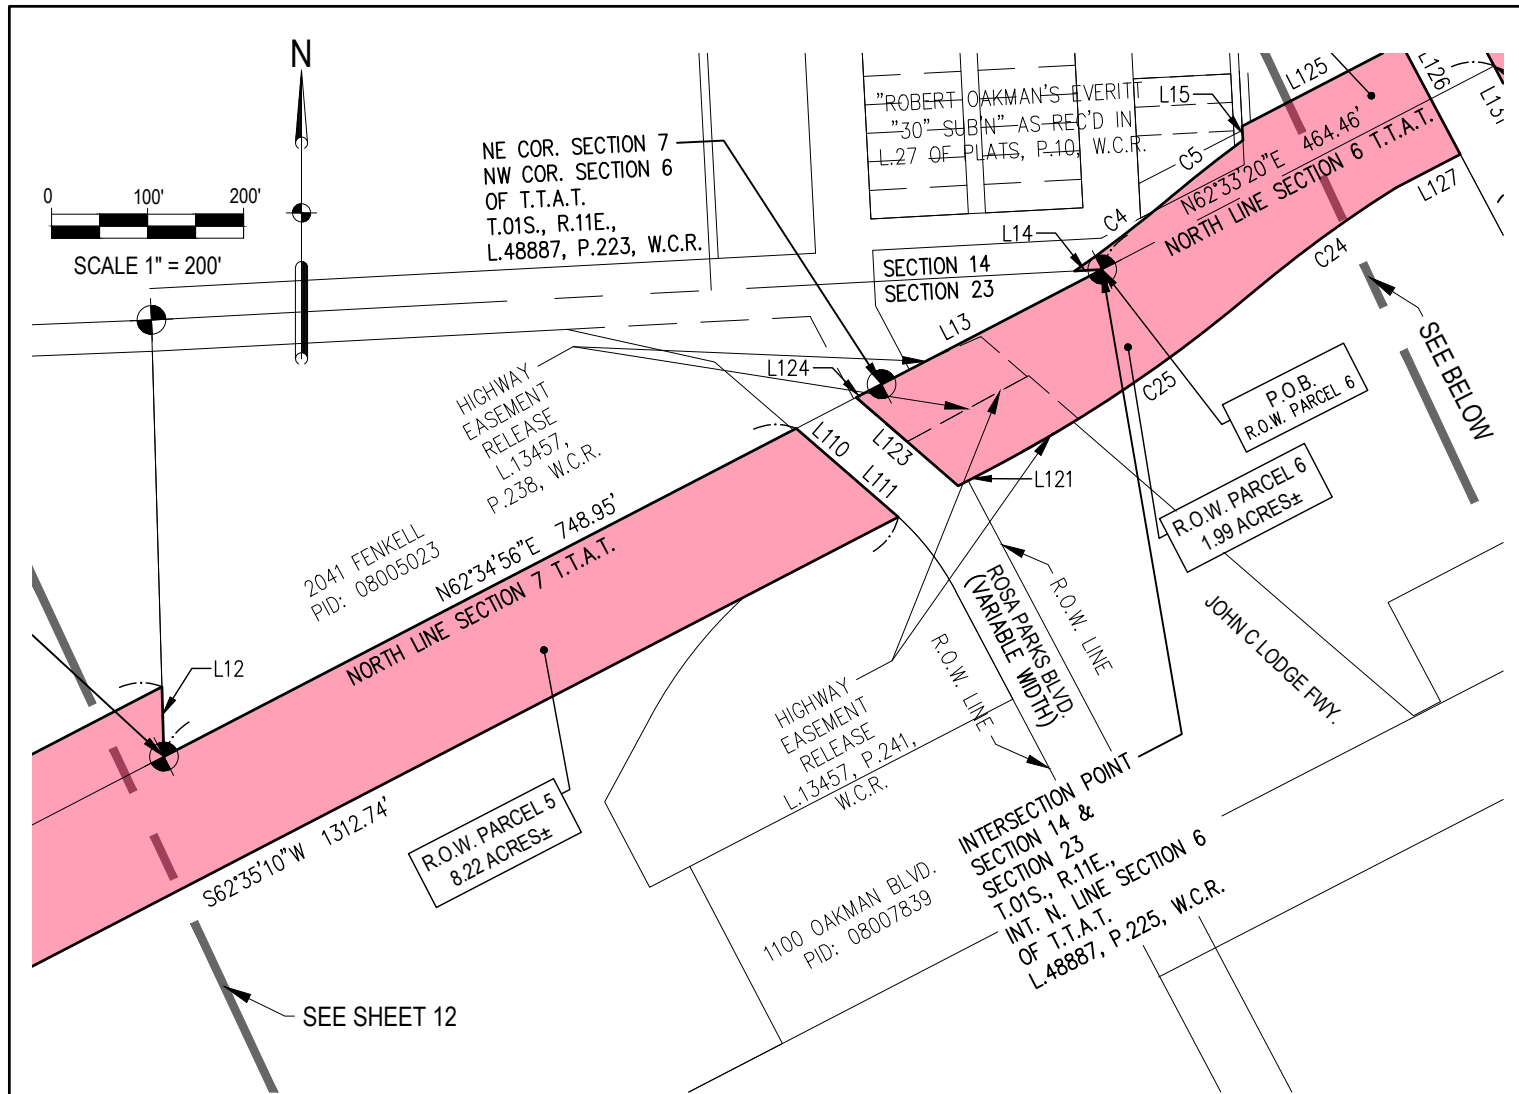 N
0
100'
200'
SCALE 1" = 200'
NE COR. SECTION 7
NW COR. SECTION 6
OF T.T.A.T.
T.01S., R.11E.,
L.48887, P.223, W.C.R.
"ROBERT OAKMAN'S EVERITT
"30" SUB'N" AS REC'D IN
L.27 OF PLATS, P.10, W.C.R.
L15
L125
L126
C5
C4
N62°33'20"E 464.46'
NORTH LINE SECTION 6 T.T.A.T.
L127
L14
C24
SECTION 14
SECTION 23
L13
L124
C25
SEE BELOW
P.O.B.
R.O.W. PARCEL 6
HIGHWAY
EASEMENT
RELEASE
L.13457,
P.238, W.C.R.
L110
L111
L123
L121
R.O.W. PARCEL 6
1.99 ACRES±
2041 FENKELL
PID: 08005023
N62°34'56"E 748.95'
NORTH LINE SECTION 7 T.T.A.T.
ROSA PARKS BLVD.
(VARIABLE WIDTH)
R.O.W. LINE
R.O.W. LINE
JOHN C LODGE FWY.
L12
HIGHWAY
EASEMENT
RELEASE
L.13457, P.241,
W.C.R.
S62°35'10"W 1312.74'
R.O.W. PARCEL 5
8.22 ACRES±
INTERSECTION POINT
SECTION 14 &
SECTION 23
T.01S., R.11E.,
INT. N. LINE SECTION 6
OF T.T.A.T.
L.48887, P.225, W.C.R.
1100 OAKMAN BLVD.
PID: 08007839
SEE SHEET 12